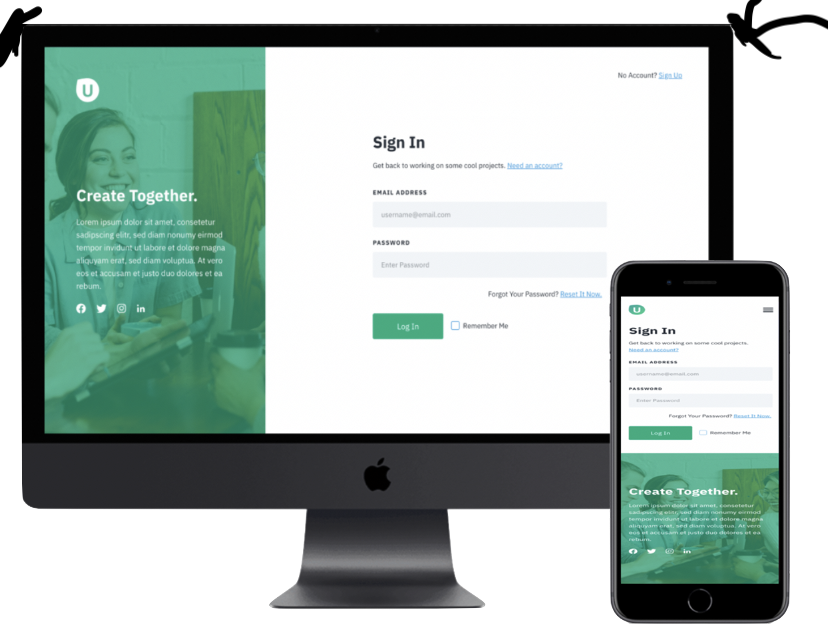 U
Create Together.
Lorem ipsum dolor sit amet, consetetur
sadipscing elitr, sed diam nonumy eirmod
tempor invidunt ut labore et dolore magna
aliquyam erat, sed diam voluptua. At vero
eos et accusam et justo duo dolores et ea
rebum.
in
No Account? Sign Up
Sign In
Get back to working on some cool projects. Need an account?
EMAIL ADDRESS
username@email.com
PASSWORD
Enter Password
Forgot Your Password? Reset It Now.
Log In
Remember Me
U
Sign In
Get back to working on some cool projects.
Need an account?
EMAIL ADDRESS
username@email.com
PASSWORD
Enter Password
Forgot Your Password? Reset It Now.
Log In
Remember Me
Create Together.
Lorem ipsum dolor sit amet, consetetur
sadipscing elitr, sed diam nonumy eirmod
tempor invidunt ut labore et dolore magna
aliquyam erat, sed diam voluptua. At vero
eos et accusam et justo duo dolores et ea
rebum.
in